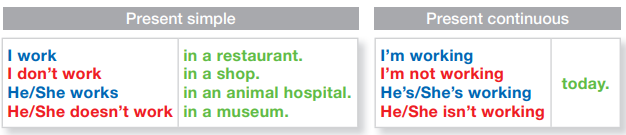 Present simple
I work in a restaurant.
I don't work in a shop.
He/She works in an animal hospital.
He/She doesn't work in a museum.
Present continuous
I'm working
I'm not working
He's/She's working
He/She isn't working
today.